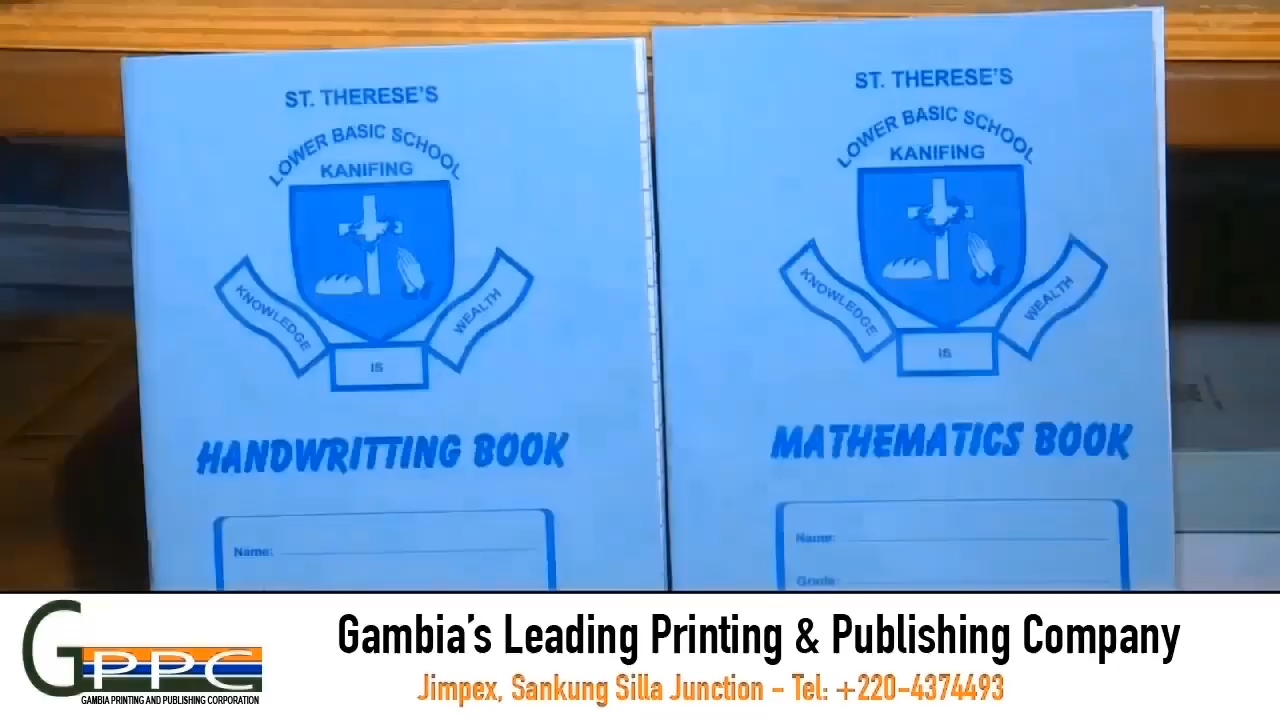 ST. THERESE'S
LOWER BASIC SCHOOL
KANIFING
KNOWLEDGE
IS
WEALTH
HANDWRITTING BOOK
Name:
ST. THERESE'S
LOWER BASIC SCHOOL
KANIFING
KNOWLEDGE
IS
WEALTH
MATHEMATICS BOOK
Name:
Grade:
GPPC
GAMBIA PRINTING AND PUBLISHING CORPORATION
Gambia's Leading Printing & Publishing Company
Jimpex, Sankung Silla Junction - Tel: +220-4374493